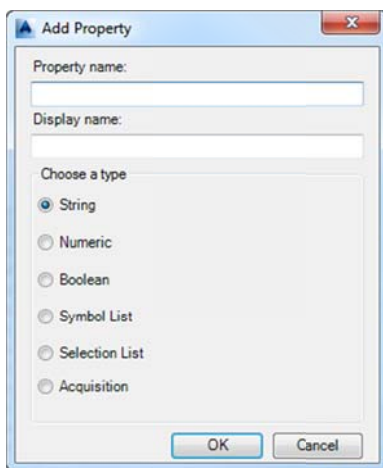 Add Property
Property name:
Display name:
Choose a type
String
Numeric
Boolean
Symbol List
Selection List
Acquisition
OK
Cancel